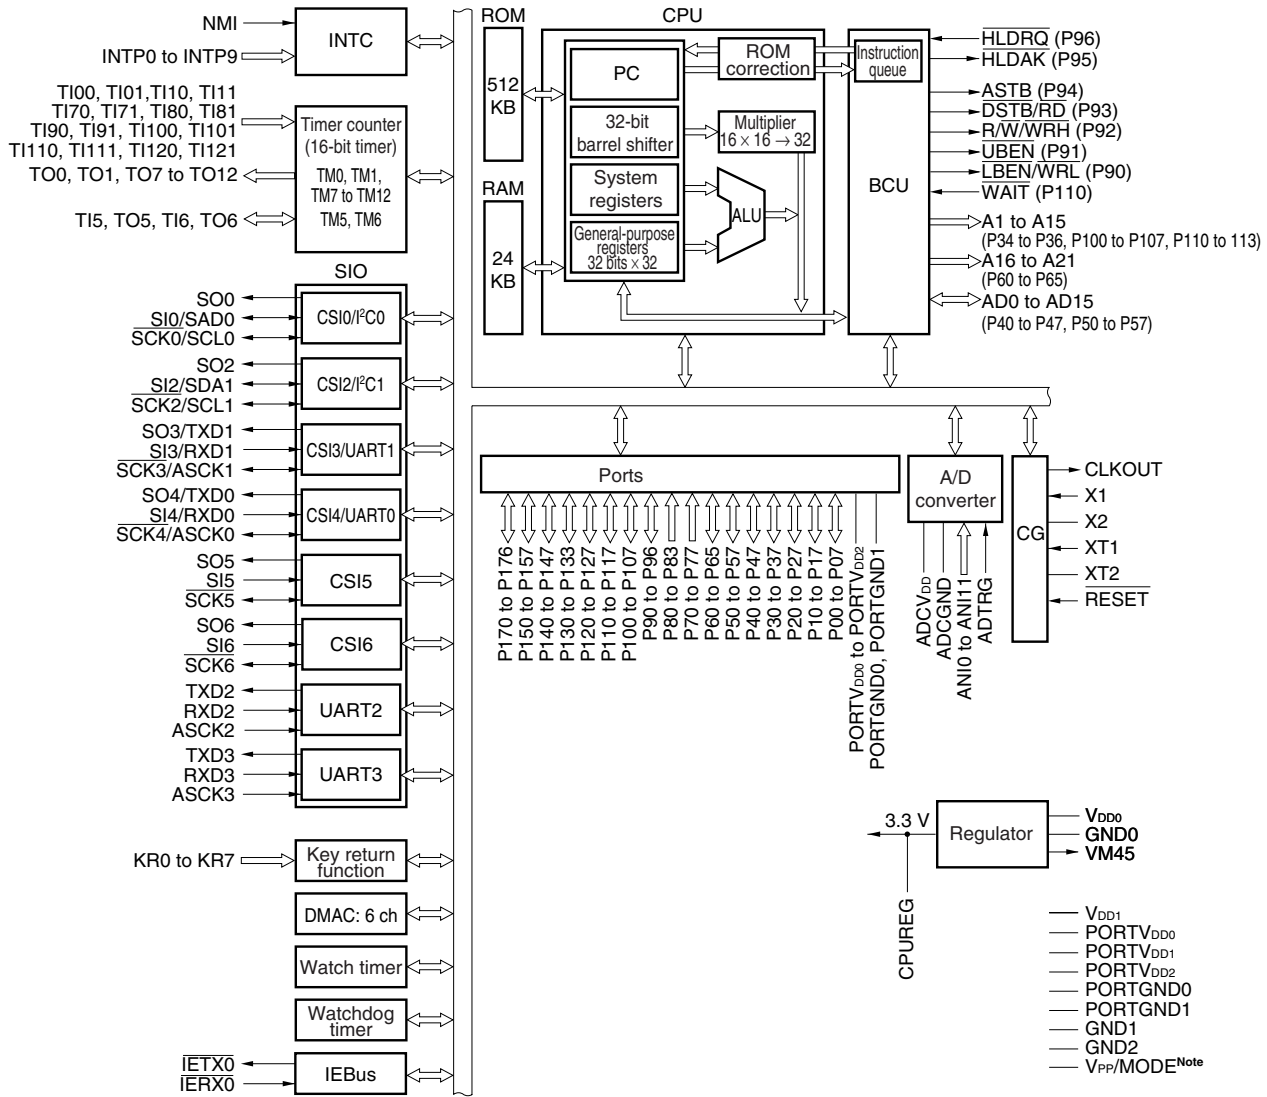 NMI
INTP0 to INTP9
INTC
TI00, TI01,TI10, TI11
TI70, TI71, TI80, TI81
TI90, TI91, TI100, TI101
TI110, TI111, TI120, TI121
TO0, TO1, TO7 to TO12
TI5, TO5, TI6, TO6
Timer counter
(16-bit timer)
TM0, TM1,
TM7 to TM12
TM5, TM6
SIO
SO0
SI0/SAD0
SCK0/SCL0
CSI0/I²C0
SO2
SI2/SDA1
SCK2/SCL1
CSI2/I²C1
SO3/TXD1
SI3/RXD1
SCK3/ASCK1
CSI3/UART1
SO4/TXD0
SI4/RXD0
SCK4/ASCK0
CSI4/UART0
SO5
SI5
SCK5
CSI5
SO6
SI6
SCK6
CSI6
TXD2
RXD2
ASCK2
UART2
TXD3
RXD3
ASCK3
UART3
KR0 to KR7
Key return
function
DMAC: 6 ch
Watch timer
Watchdog
timer
IETX0
IERX0
IEBus
ROM
512
KB
RAM
24
KB
CPU
PC
32-bit
barrel shifter
System
registers
General-purpose
registers
32 bits × 32
ROM
correction
Multiplier
16 × 16 → 32
ALU
Instruction
queue
BCU
HLDRQ (P96)
HLDAK (P95)
ASTB (P94)
DSTB/RD (P93)
R/W/WRH (P92)
UBEN (P91)
LBEN/WRL (P90)
WAIT (P110)
A1 to A15
(P34 to P36, P100 to P107, P110 to 113)
A16 to A21
(P60 to P65)
AD0 to AD15
(P40 to P47, P50 to P57)
Ports
P170 to P176
P150 to P157
P140 to P147
P130 to P133
P120 to P127
P110 to P117
P100 to P107
P90 to P96
P80 to P83
P70 to P77
P60 to P65
P50 to P57
P40 to P47
P30 to P37
P20 to P27
P10 to P17
P00 to P07
PORTVDD0 to PORTVDD2
PORTGND0, PORTGND1
A/D
converter
ADCVDD
ADCGND
ANI0 to ANI11
ADTRG
CG
CLKOUT
X1
X2
XT1
XT2
RESET
3.3 V
CPUREG
Regulator
VDD0
GND0
VM45
VDD1
PORTVDD0
PORTVDD1
PORTVDD2
PORTGND0
PORTGND1
GND1
GND2
VPP/MODE Note